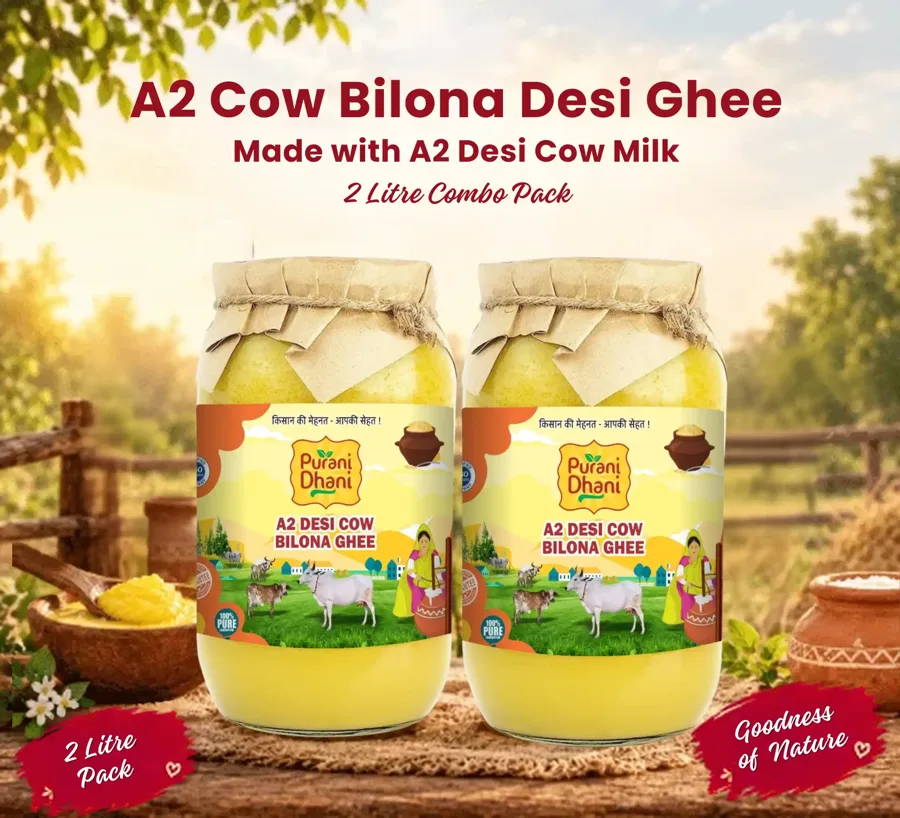 A2 Cow Bilona Desi Ghee
Made with A2 Desi Cow Milk
2 Litre Combo Pack
किसान की मेहनत - आपकी सेहत !
Purani
Dhani
A2 DESI COW
BILONA GHEE
100%
PURE
किसान की मेहनत - आपकी सेहत !
Purani
Dhani
A2 DESI COW
BILONA GHEE
100%
PURE
2 Litre
Pack
Goodness
of Nature